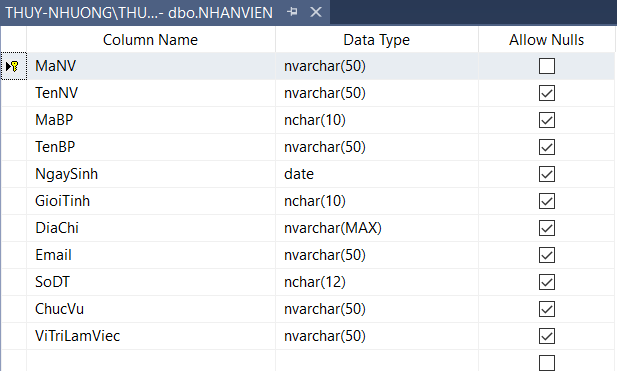 THUY-NHUONG\THU...- dbo.NHANVIEN
Column Name Data Type Allow Nulls
MaNV nvarchar(50)
TenNV nvarchar(50)
MaBP nchar(10)
TenBP nvarchar(50)
NgaySinh date
GioiTinh nchar(10)
DiaChi nvarchar(MAX)
Email nvarchar(50)
SoDT nchar(12)
ChucVu nvarchar(50)
ViTriLamViec nvarchar(50)